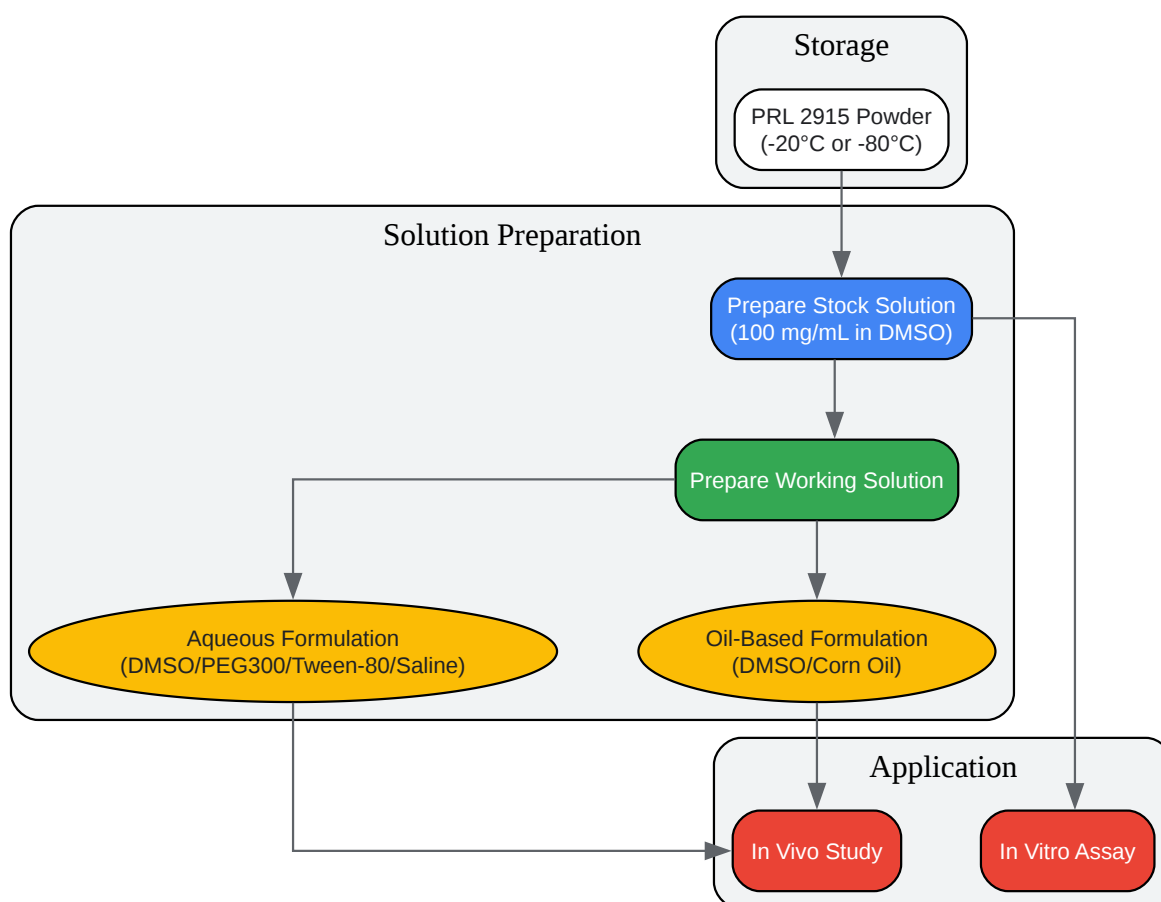 Storage
PRL 2915 Powder
(-20°C or -80°C)
Solution Preparation
Prepare Stock Solution
(100 mg/mL in DMSO)
Prepare Working Solution
Aqueous Formulation
(DMSO/PEG300/Tween-80/Saline)
Oil-Based Formulation
(DMSO/Corn Oil)
Application
In Vivo Study
In Vitro Assay